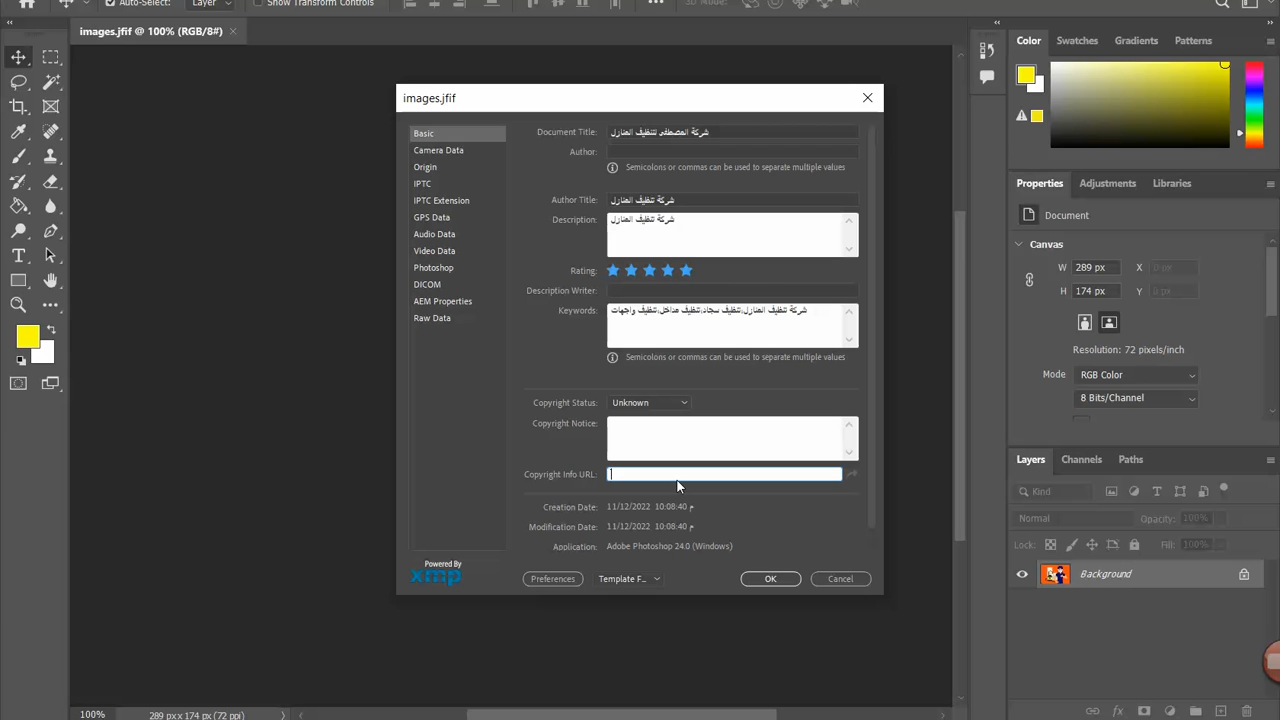 Auto-Select:
Layer
Show Transform Controls
3D Mode:
images.jfif @ 100% (RGB/8#)
images.jfif
Basic
Camera Data
Origin
IPTC
IPTC Extension
GPS Data
Audio Data
Video Data
Photoshop
DICOM
AEM Properties
Raw Data
Powered By
xmp
Document Title: شركة المصطفى لتنظيف المنازل
Author:
Semicolons or commas can be used to separate multiple values
Author Title: شركة تنظيف المنازل
Description: شركة تنظيف المنازل
Rating:
Description Writer:
Keywords: شركة تنظيف المنازل;تنظيف سجاد;تنظيف مداخل;تنظيف واجهات
Semicolons or commas can be used to separate multiple values
Copyright Status: Unknown
Copyright Notice:
Copyright Info URL:
Creation Date: 11/12/2022 10:08:40 م
Modification Date: 11/12/2022 10:08:40 م
Application: Adobe Photoshop 24.0 (Windows)
Preferences
Template F...
OK
Cancel
Color
Swatches
Gradients
Patterns
Properties
Adjustments
Libraries
Document
Canvas
W 289 px X 0 px
H 174 px Y 0 px
Resolution: 72 pixels/inch
Mode RGB Color
8 Bits/Channel
Layers
Channels
Paths
Kind
Normal
Opacity: 100%
Lock:
Fill: 100%
Background
100%
289 px x 174 px (72 ppi)